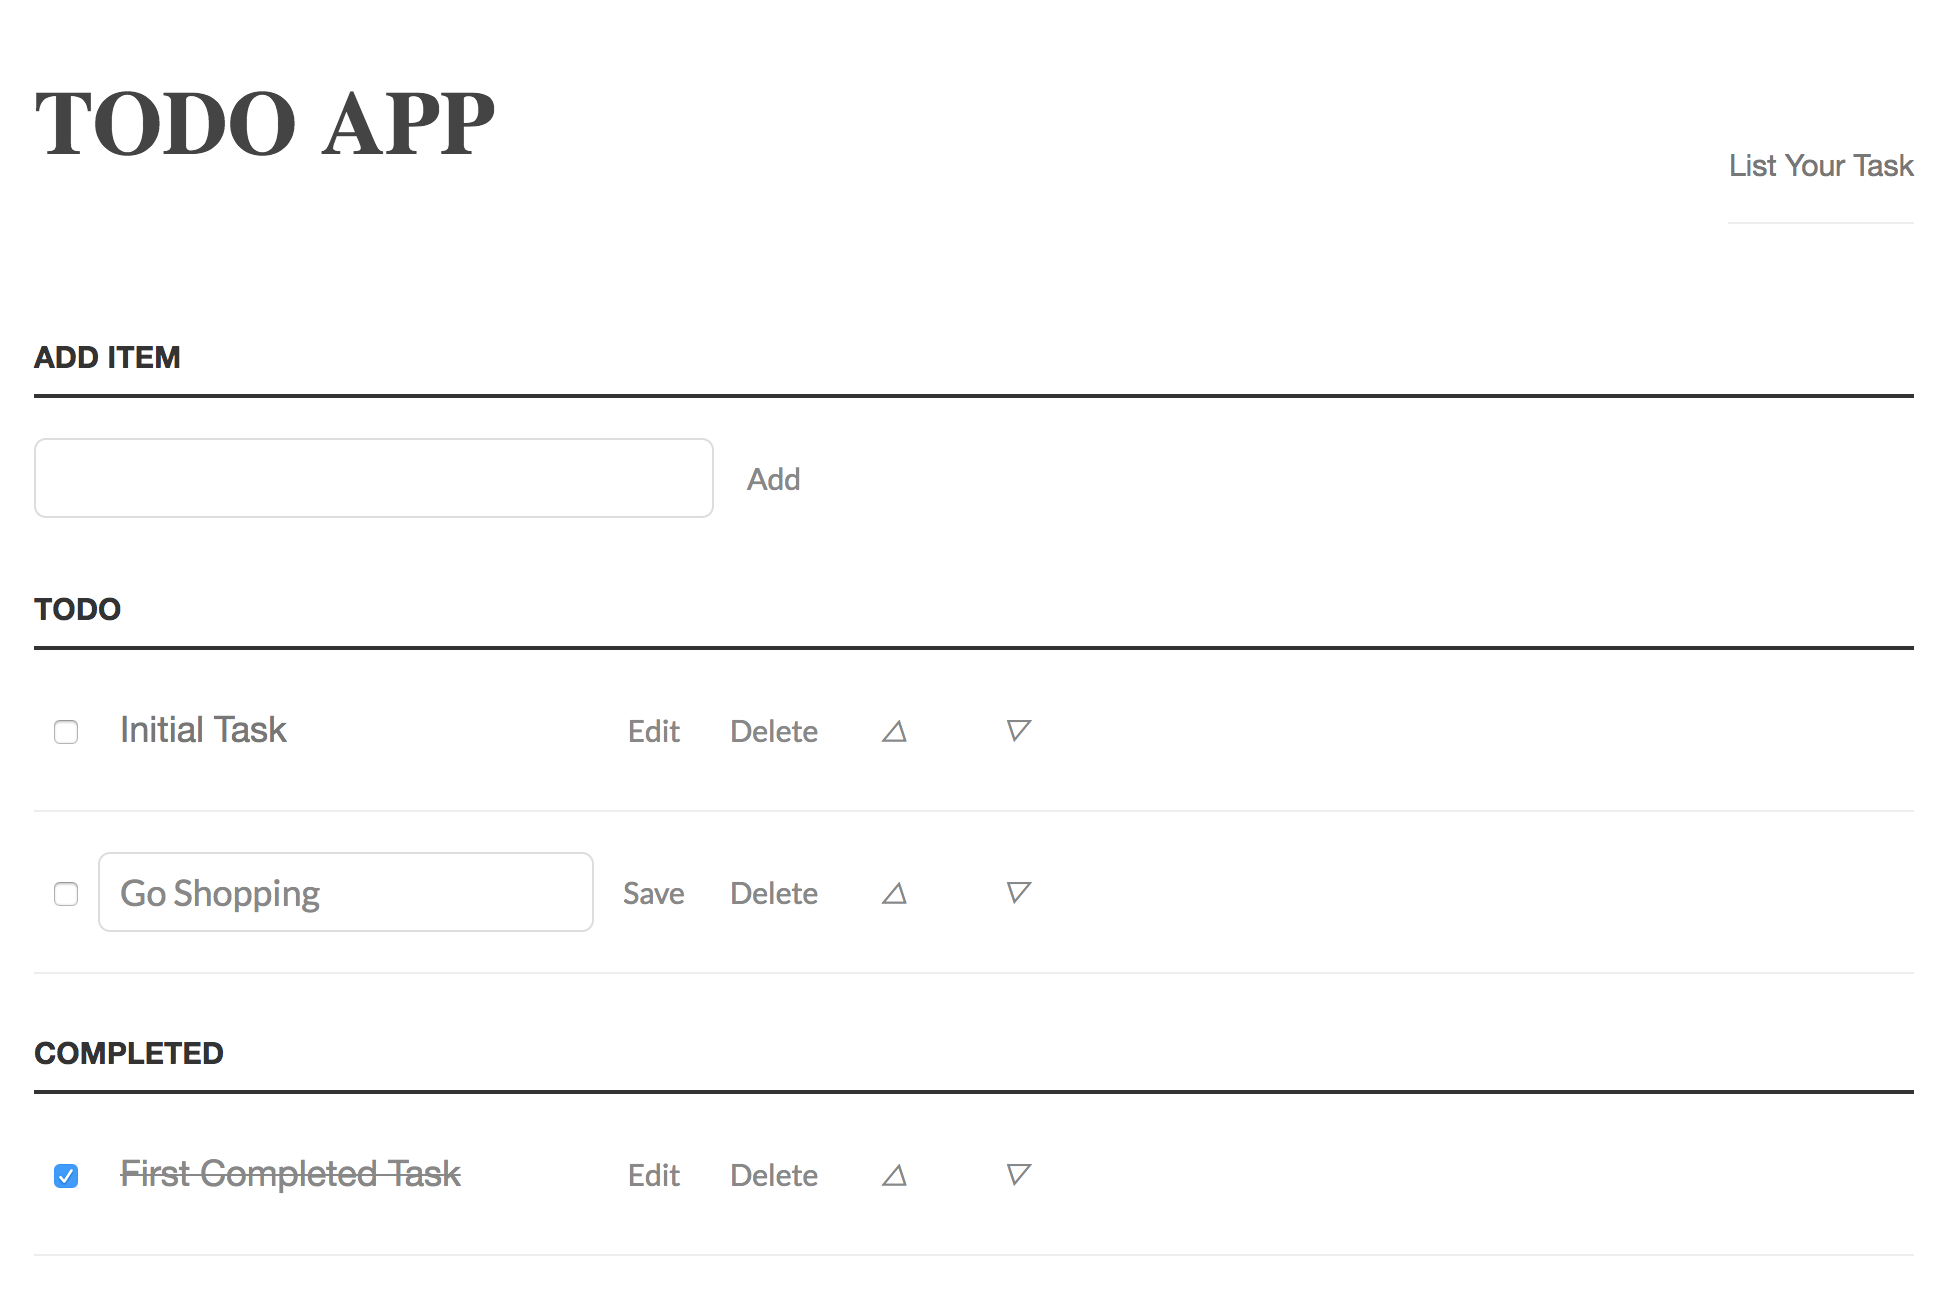 TODO APP
List Your Task
ADD ITEM
Add
TODO
Initial Task Edit Delete △ ▽
Go Shopping Save Delete △ ▽
COMPLETED
First Completed Task Edit Delete △ ▽